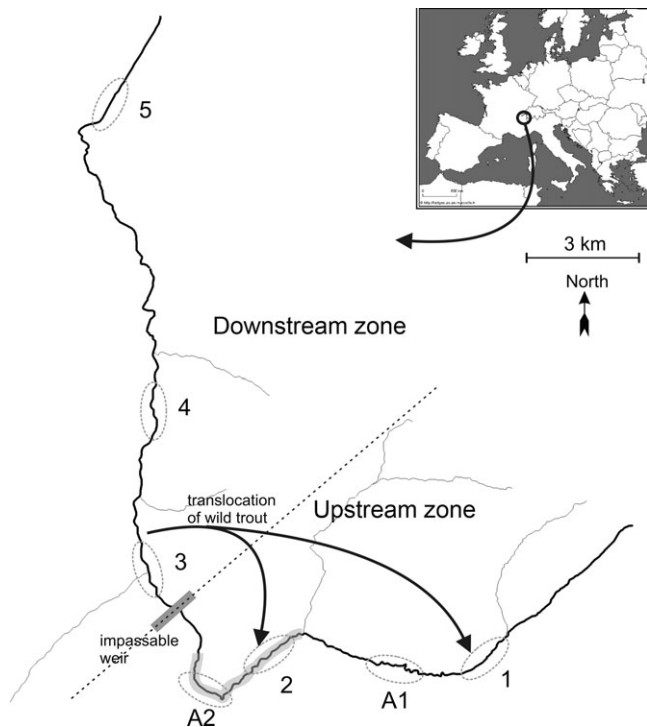 5
3 km
North
Downstream zone
4
translocation
of wild trout
Upstream zone
3
impassable
weir
2
1
A1
A2